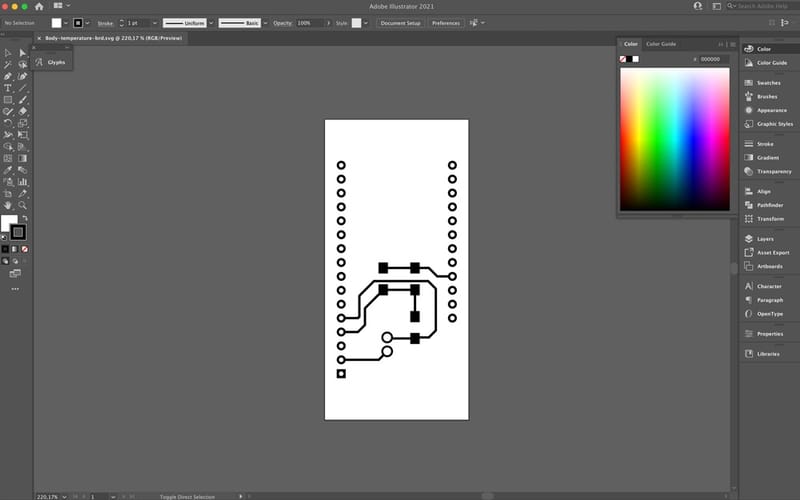 Adobe Illustrator 2021
Search Adobe Help
No Selection
Stroke:
1 pt
Uniform
Basic
Opacity:
100%
Style:
Document Setup
Preferences
× Body-temperature-brd.svg @ 220,17 % (RGB/Preview)
Glyphs
Color
Color Guide
# 000000
Color
Color Guide
Swatches
Brushes
Appearance
Graphic Styles
Stroke
Gradient
Transparency
Align
Pathfinder
Transform
Layers
Asset Export
Artboards
Character
Paragraph
OpenType
Properties
Libraries
220,17%
1
Toggle Direct Selection